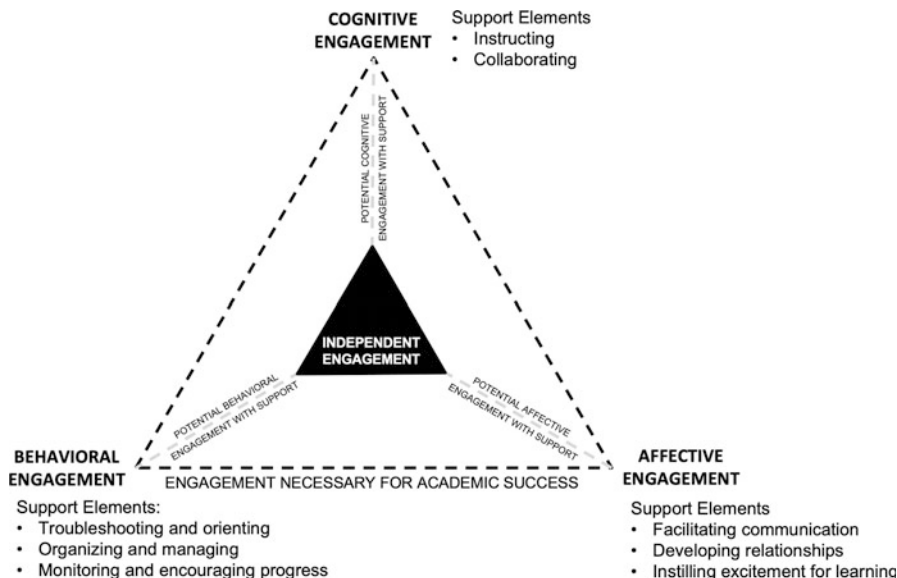 COGNITIVE
ENGAGEMENT
Support Elements
• Instructing
• Collaborating
POTENTIAL COGNITIVE
ENGAGEMENT WITH SUPPORT
INDEPENDENT
ENGAGEMENT
POTENTIAL BEHAVIORAL
ENGAGEMENT WITH SUPPORT
POTENTIAL AFFECTIVE
ENGAGEMENT WITH SUPPORT
BEHAVIORAL
ENGAGEMENT
ENGAGEMENT NECESSARY FOR ACADEMIC SUCCESS
AFFECTIVE
ENGAGEMENT
Support Elements:
• Troubleshooting and orienting
• Organizing and managing
• Monitoring and encouraging progress
Support Elements
• Facilitating communication
• Developing relationships
• Instilling excitement for learning